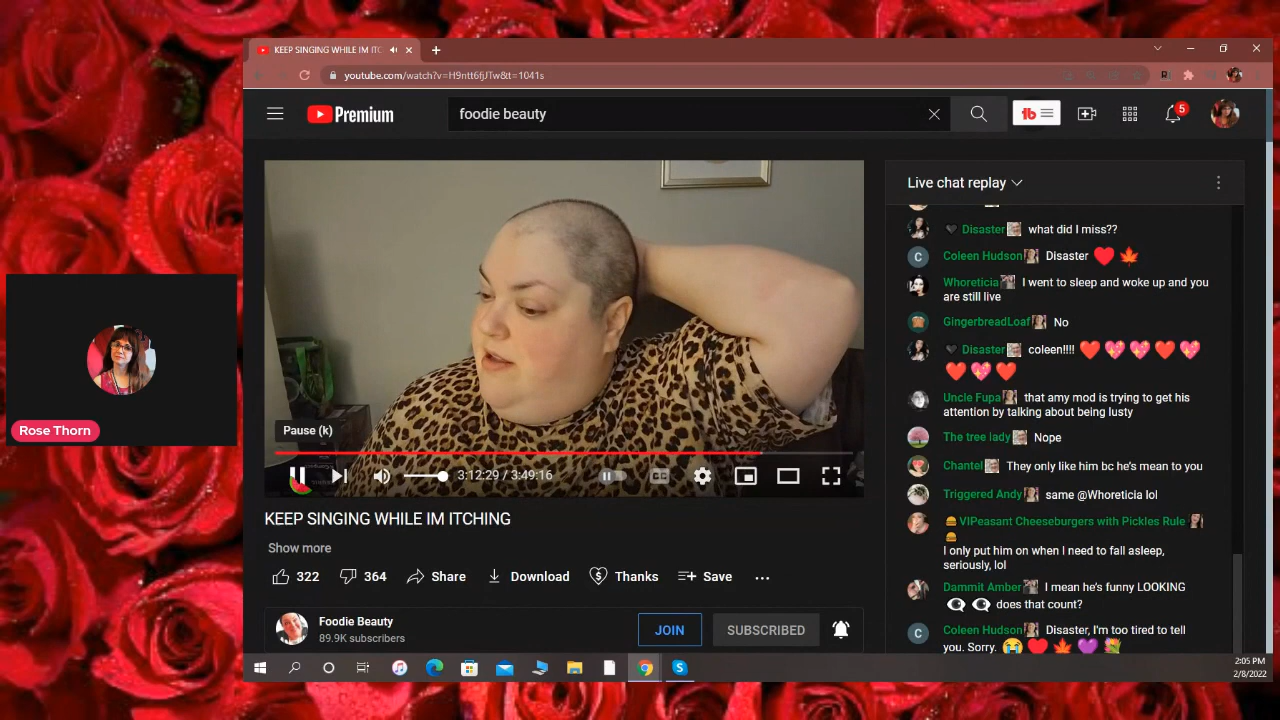 KEEP SINGING WHILE IM ITC
youtube.com/watch?v=H9ntt6fjJTw&t=1041s
Premium
foodie beauty
5
Live chat replay
Disaster what did I miss??
Coleen Hudson Disaster ❤️ 🍁
Whoreticia I went to sleep and woke up and you
are still live
GingerbreadLoaf No
Disaster coleen!!!! ❤️ 💖 💖 ❤️ 💖
❤️ 💖 ❤️
Uncle Fupa that amy mod is trying to get his
attention by talking about being lusty
The tree lady Nope
Chantel They only like him bc he's mean to you
Triggered Andy same @Whoreticia lol
🍔 VIPeasant Cheeseburgers with Pickles Rule
🍔
I only put him on when I need to fall asleep,
seriously, lol
Dammit Amber I mean he's funny LOOKING
👁️ 👁️ does that count?
Coleen Hudson Disaster, I'm too tired to tell
you. Sorry. 😭 ❤️ 🍁 💜 💐
Rose Thorn
Pause (k)
3:12:29 / 3:49:16
CC
KEEP SINGING WHILE IM ITCHING
Show more
322 364 Share Download Thanks Save ...
Foodie Beauty
89.9K subscribers
JOIN SUBSCRIBED
2:05 PM
2/8/2022